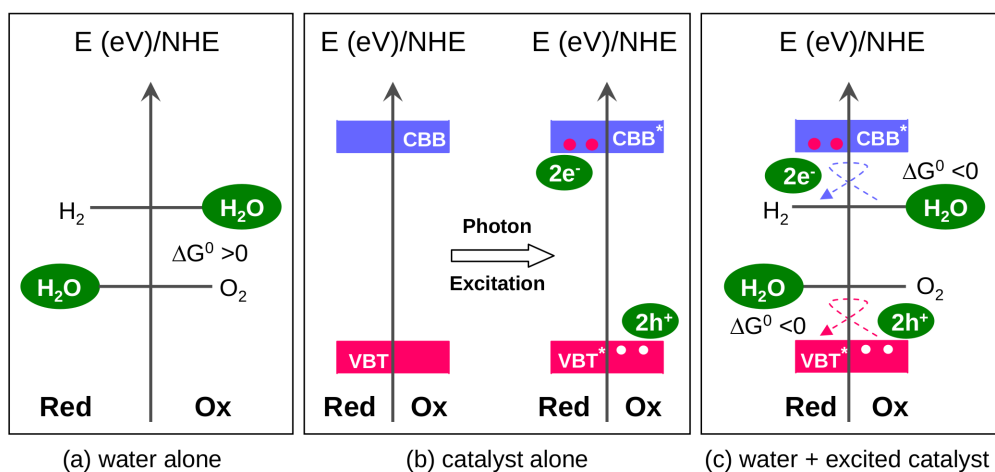 E (eV)/NHE
H₂
H₂O
ΔG⁰ >0
H₂O
O₂
Red
Ox
(a) water alone
E (eV)/NHE
E (eV)/NHE
CBB
CBB*
2e⁻
Photon
Excitation
2h⁺
VBT
VBT*
Red
Ox
Red
Ox
(b) catalyst alone
E (eV)/NHE
CBB*
2e⁻
ΔG⁰ <0
H₂
H₂O
H₂O
O₂
ΔG⁰ <0
2h⁺
VBT*
Red
Ox
(c) water + excited catalyst